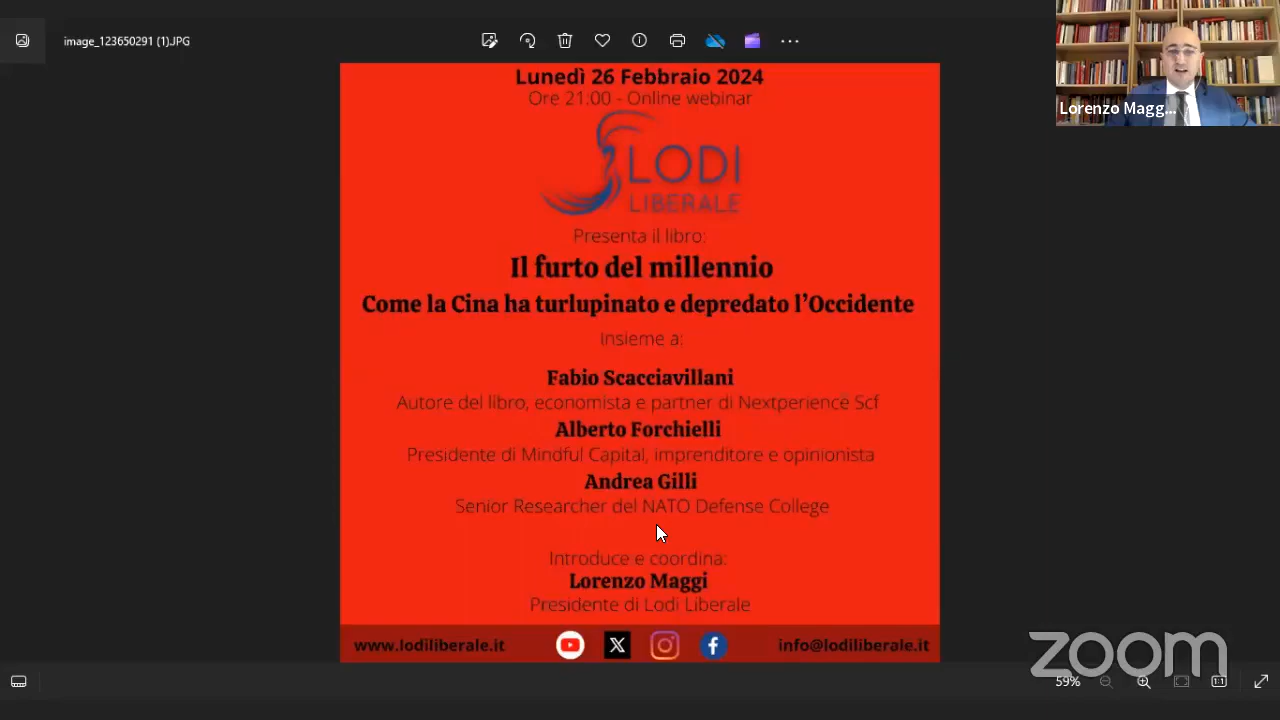 image_123650291 (1).JPG
Lorenzo Magg...
Lunedì 26 Febbraio 2024
Ore 21:00 - Online webinar
LODI
LIBERALE
Presenta il libro:
Il furto del millennio
Come la Cina ha turlupinato e depredato l'Occidente
Insieme a:
Fabio Scacciavillani
Autore del libro, economista e partner di Nextperience Scf
Alberto Forchielli
Presidente di Mindful Capital, imprenditore e opinionista
Andrea Gilli
Senior Researcher del NATO Defense College
Introduce e coordina:
Lorenzo Maggi
Presidente di Lodi Liberale
www.lodiliberale.it
info@lodiliberale.it
zoom
59%
1:1